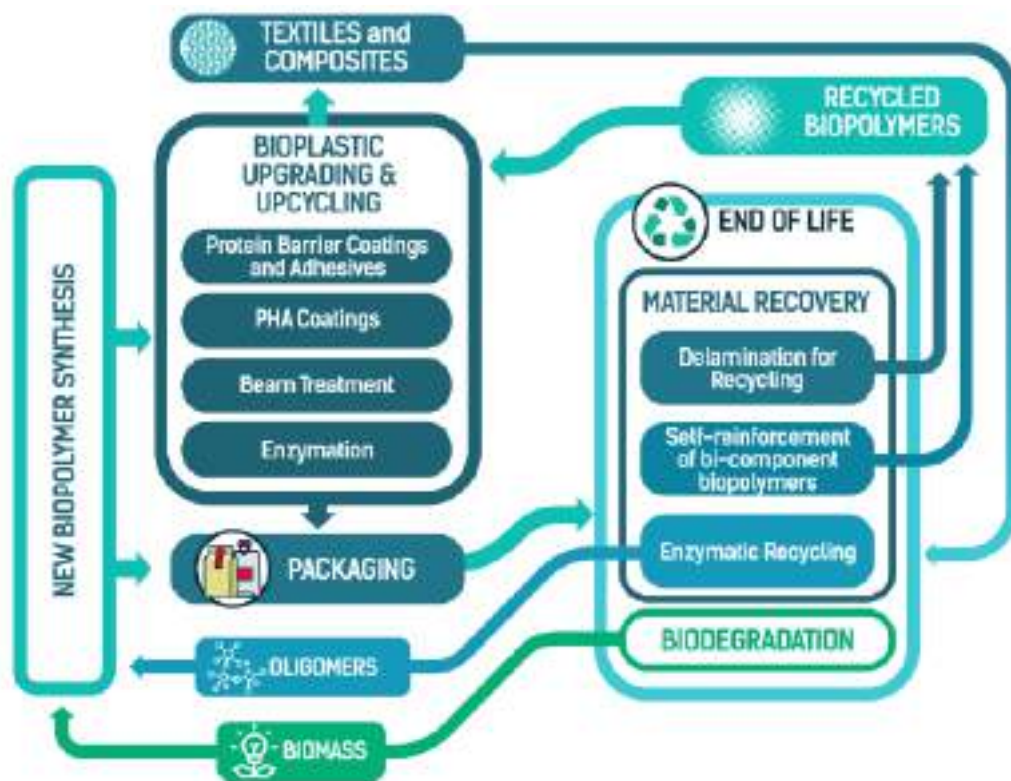 TEXTILES and
COMPOSITES
RECYCLED
BIOPOLYMERS
BIOPLASTIC
UPGRADING &
UPCYCLING
Protein Barrier Coatings
and Adhesives
PHA Coatings
Beam Treatment
Enzymation
NEW BIOPOLYMER SYNTHESIS
END OF LIFE
MATERIAL RECOVERY
Delamination for
Recycling
Self-reinforcement
of bi-component
biopolymers
Enzymatic Recycling
PACKAGING
BIODEGRADATION
OLIGOMERS
BIOMASS